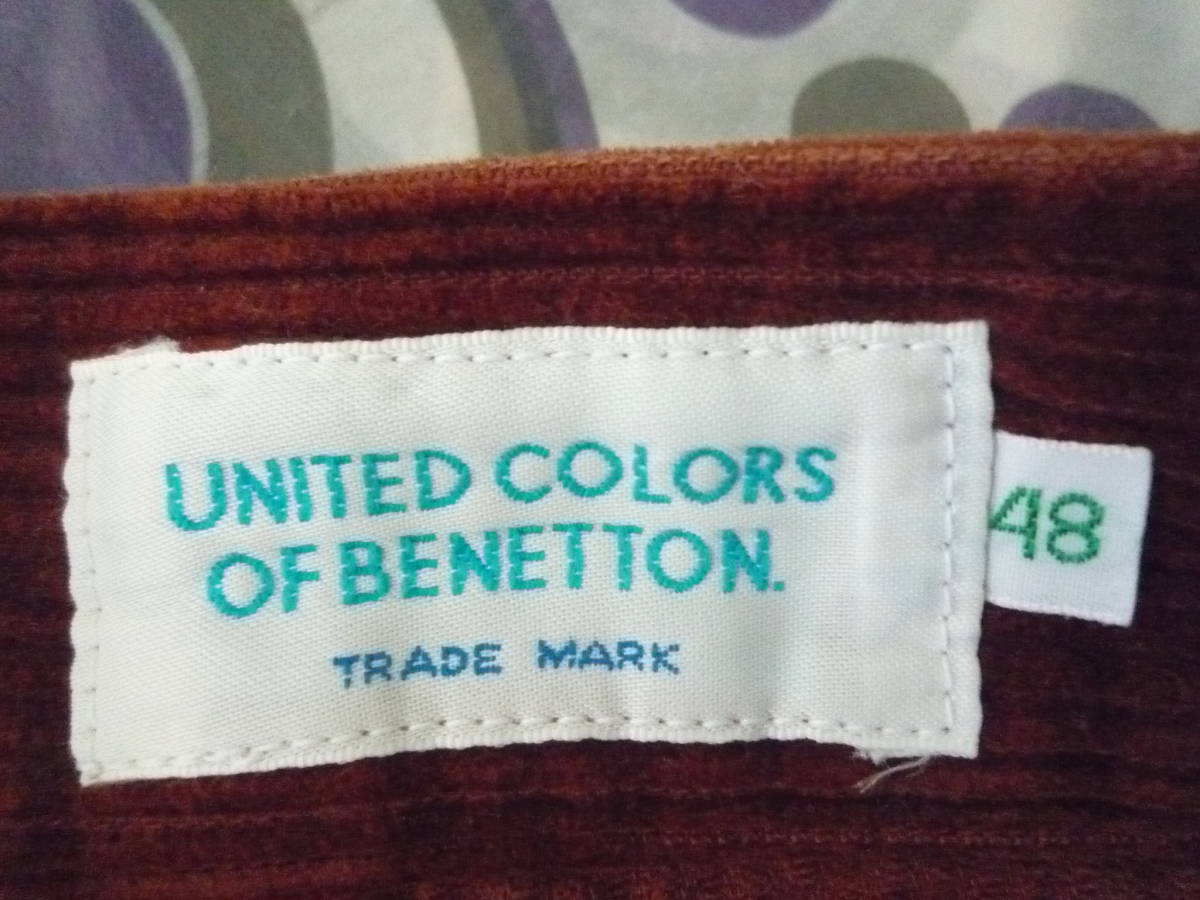 UNITED COLORS
OF BENETTON.
TRADE MARK
48